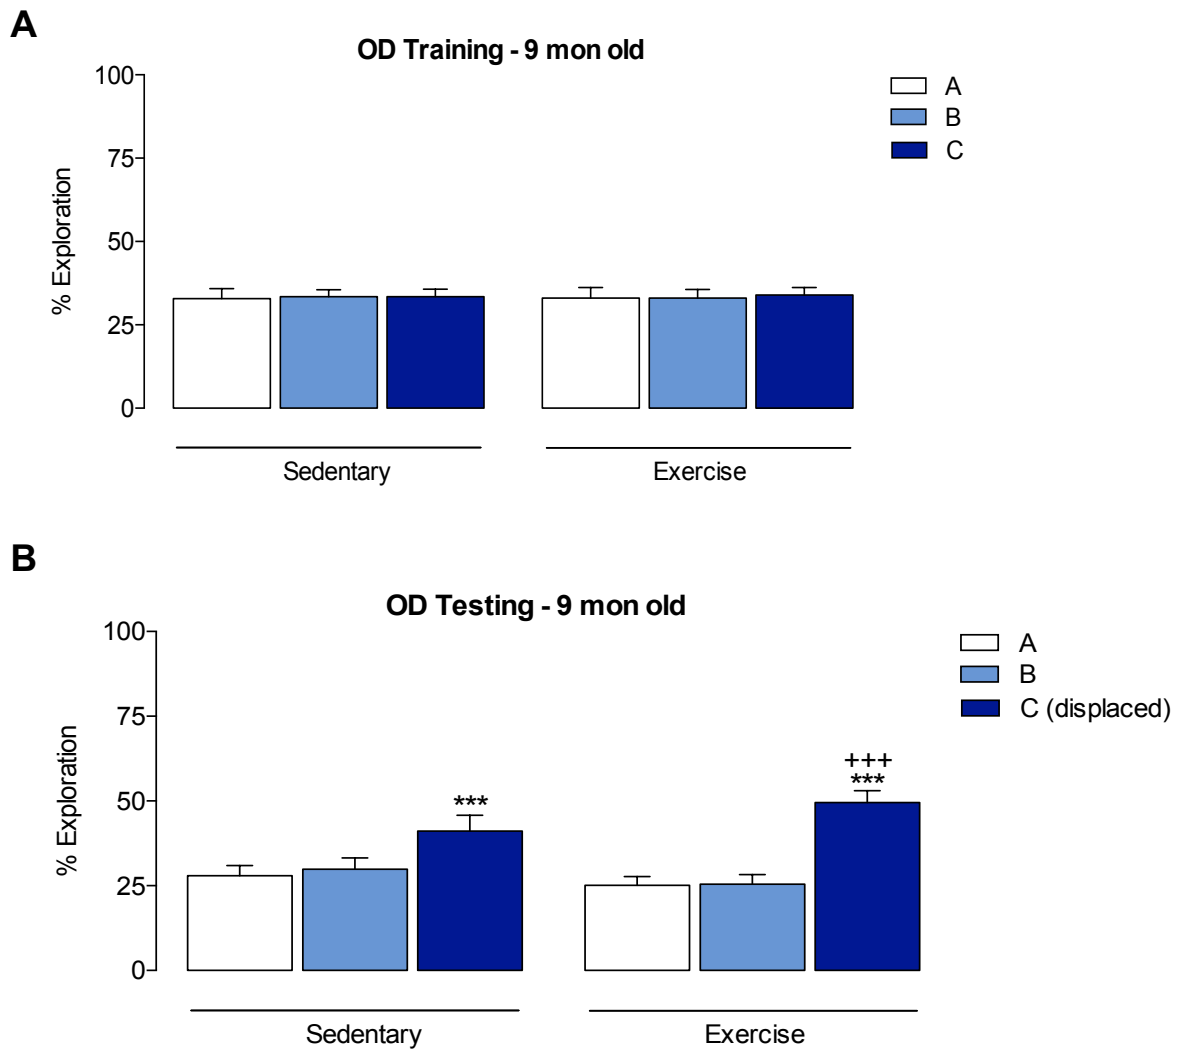 A
OD Training - 9 mon old
100
75
50
25
0
% Exploration
A
B
C
Sedentary
Exercise
B
OD Testing - 9 mon old
100
75
50
25
0
% Exploration
A
B
C (displaced)
***
+++
***
Sedentary
Exercise